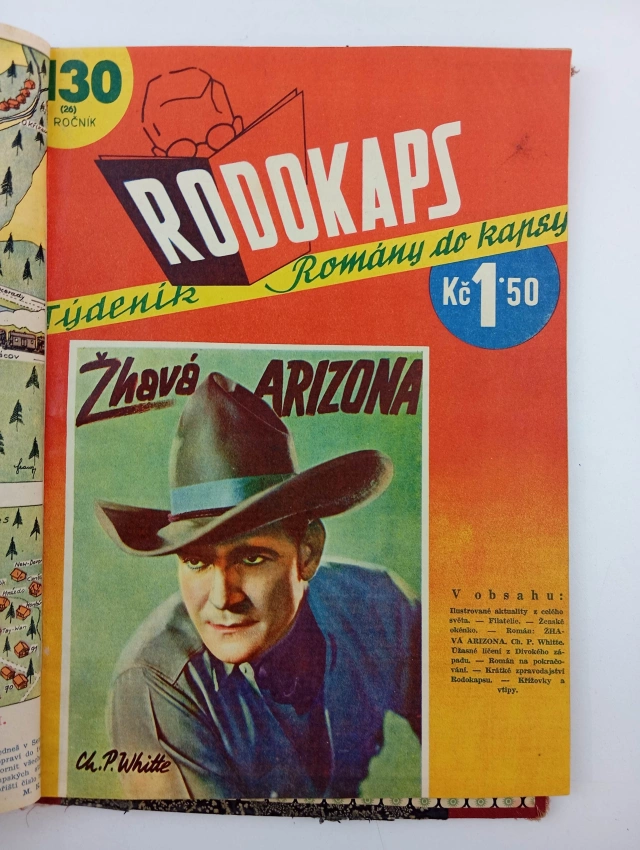 130
(26)
ROČNÍK
RODOKAPS
Týdeník Romány do kapsy
Kč 1·50
Žhavá ARIZONA
Ch. P. Whitte
V obsahu:
Ilustrované aktuality z celého
světa. — Filatelie. — Ženské
okénko. — Román: ŽHA-
VÁ ARIZONA. Ch. P. Whitte.
Úžasné líčení z Divokého zá-
padu. — Román na pokračo-
vání. — Krátké zpravodajství
Rodokapsu. — Křížovky a
vtipy.
91
70
M. K